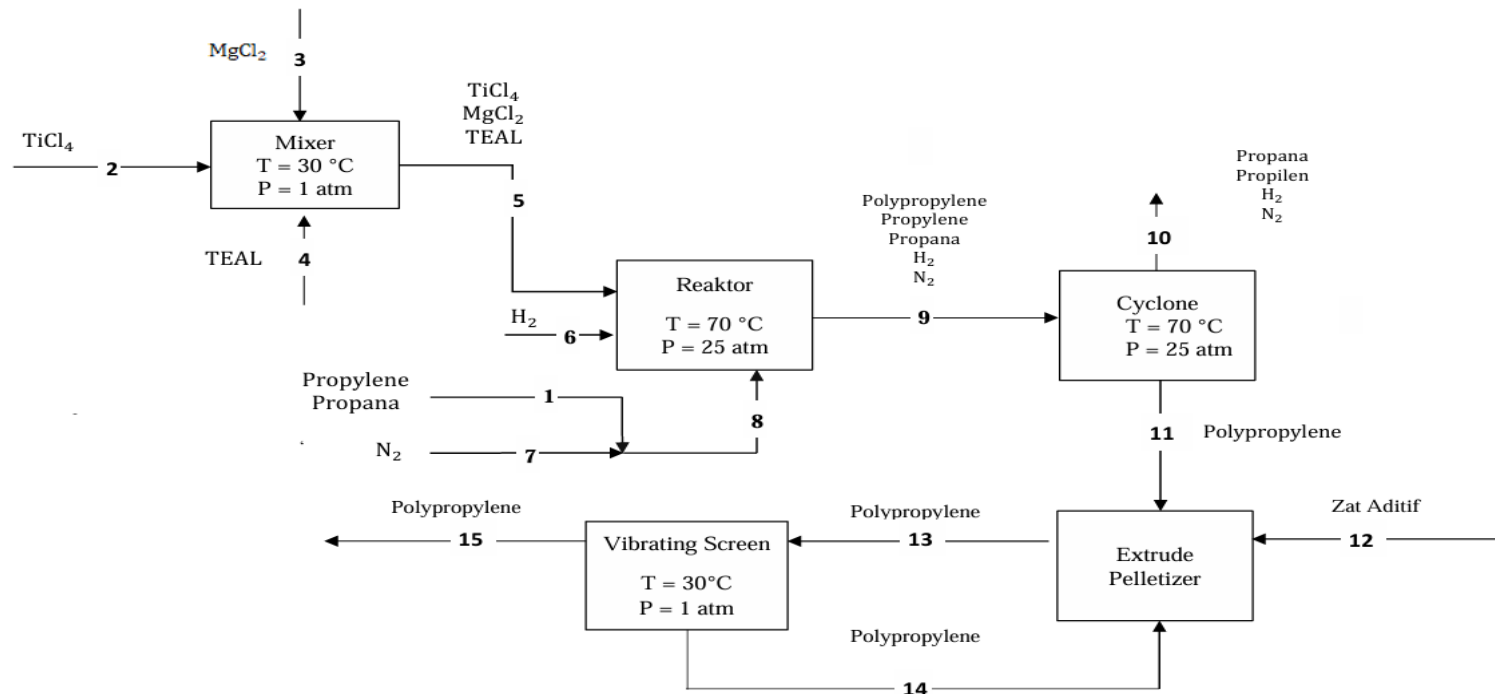 MgCl₂
3
TiCl₄
2
Mixer
T = 30 °C
P = 1 atm
TiCl₄
MgCl₂
TEAL
5
TEAL
4
Propana
Propilen
H₂
N₂
10
Polypropylene
Propylene
Propana
H₂
N₂
9
Reaktor
T = 70 °C
P = 25 atm
H₂
6
Cyclone
T = 70 °C
P = 25 atm
Propylene
Propana
1
8
N₂
7
11
Polypropylene
Polypropylene
15
Vibrating Screen
T = 30°C
P = 1 atm
Polypropylene
13
Extrude
Pelletizer
Zat Aditif
12
Polypropylene
14